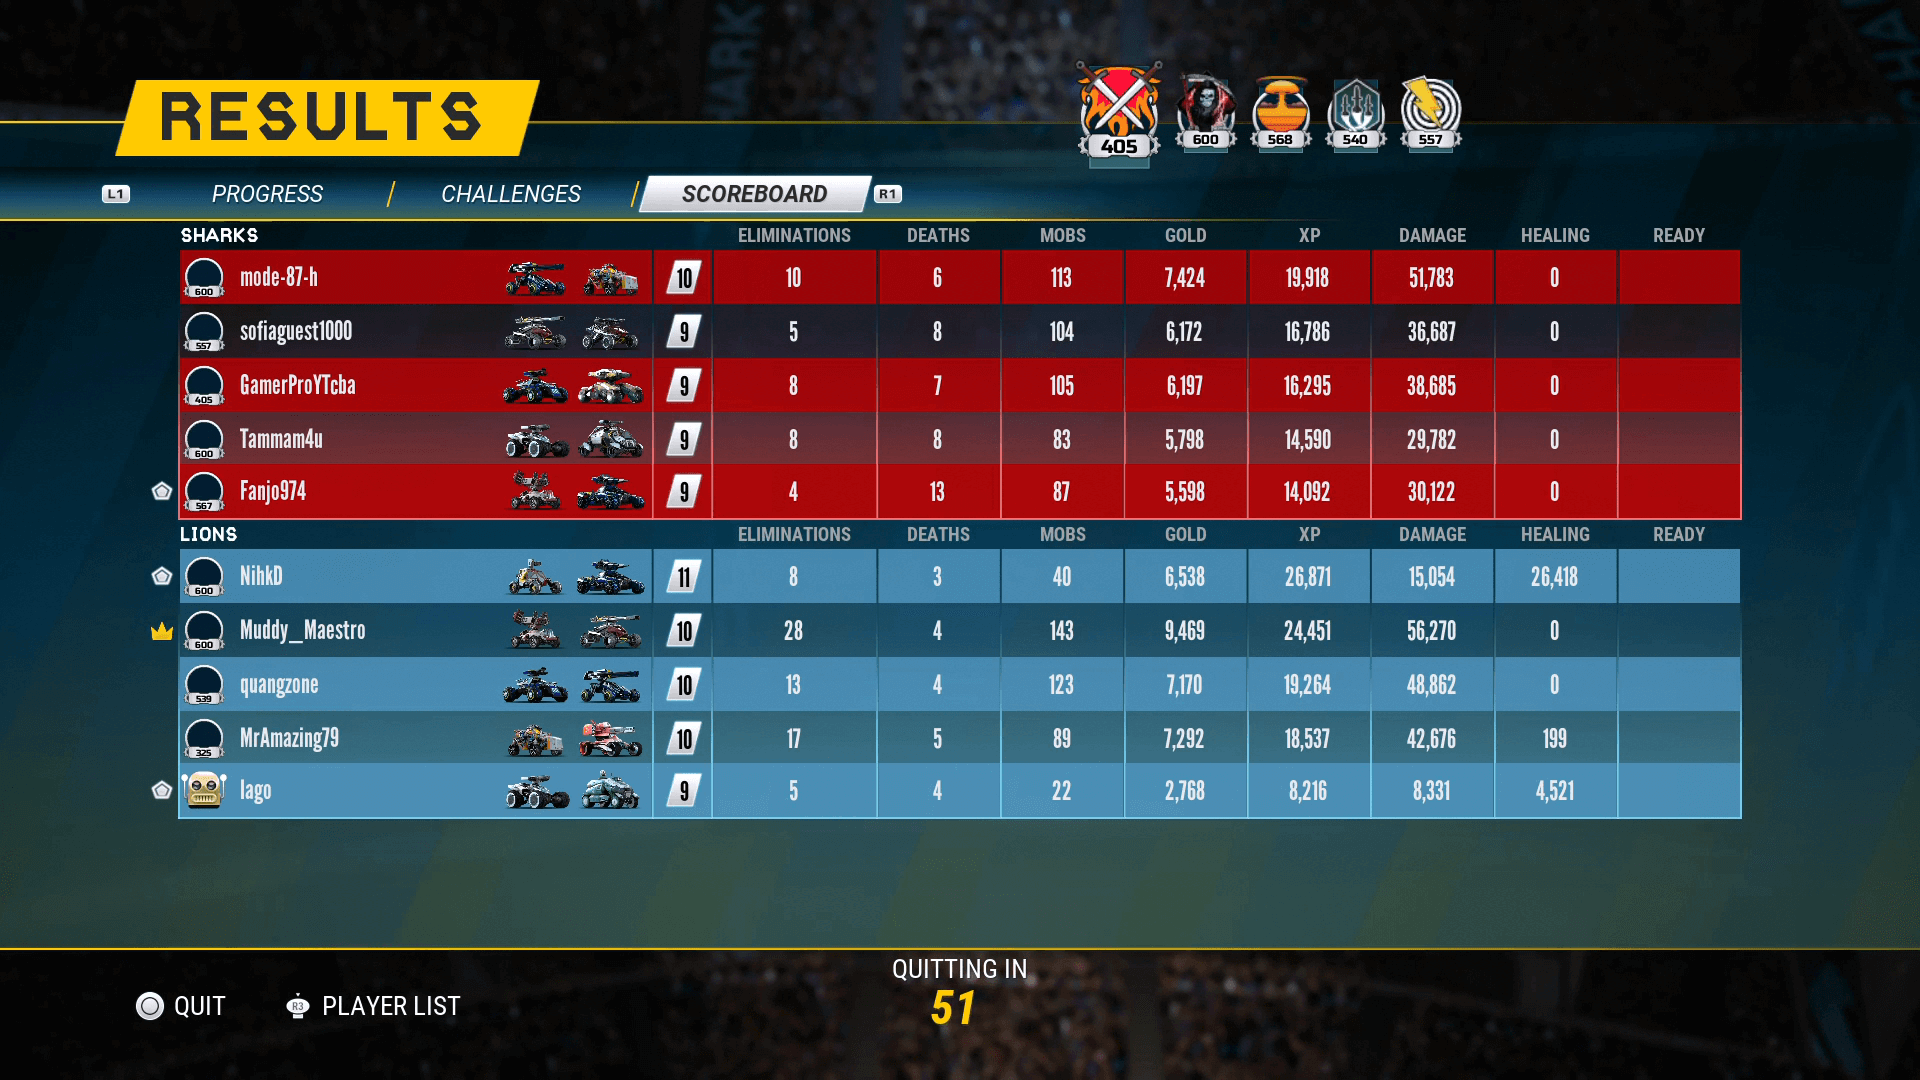 RESULTS
405 600 568 540 557
L1 PROGRESS / CHALLENGES / SCOREBOARD R1
SHARKS ELIMINATIONS DEATHS MOBS GOLD XP DAMAGE HEALING READY
600 mode-87-h 10 10 6 113 7,424 19,918 51,783 0
557 sofiaguest1000 9 5 8 104 6,172 16,786 36,687 0
405 GamerProYTcba 9 8 7 105 6,197 16,295 38,685 0
600 Tammam4u 9 8 8 83 5,798 14,590 29,782 0
567 Fanjo974 9 4 13 87 5,598 14,092 30,122 0
LIONS ELIMINATIONS DEATHS MOBS GOLD XP DAMAGE HEALING READY
600 NihkD 11 8 3 40 6,538 26,871 15,054 26,418
600 Muddy__Maestro 10 28 4 143 9,469 24,451 56,270 0
539 quangzone 10 13 4 123 7,170 19,264 48,862 0
325 MrAmazing79 10 17 5 89 7,292 18,537 42,676 199
Iago 9 5 4 22 2,768 8,216 8,331 4,521
QUITTING IN
51
QUIT R3 PLAYER LIST